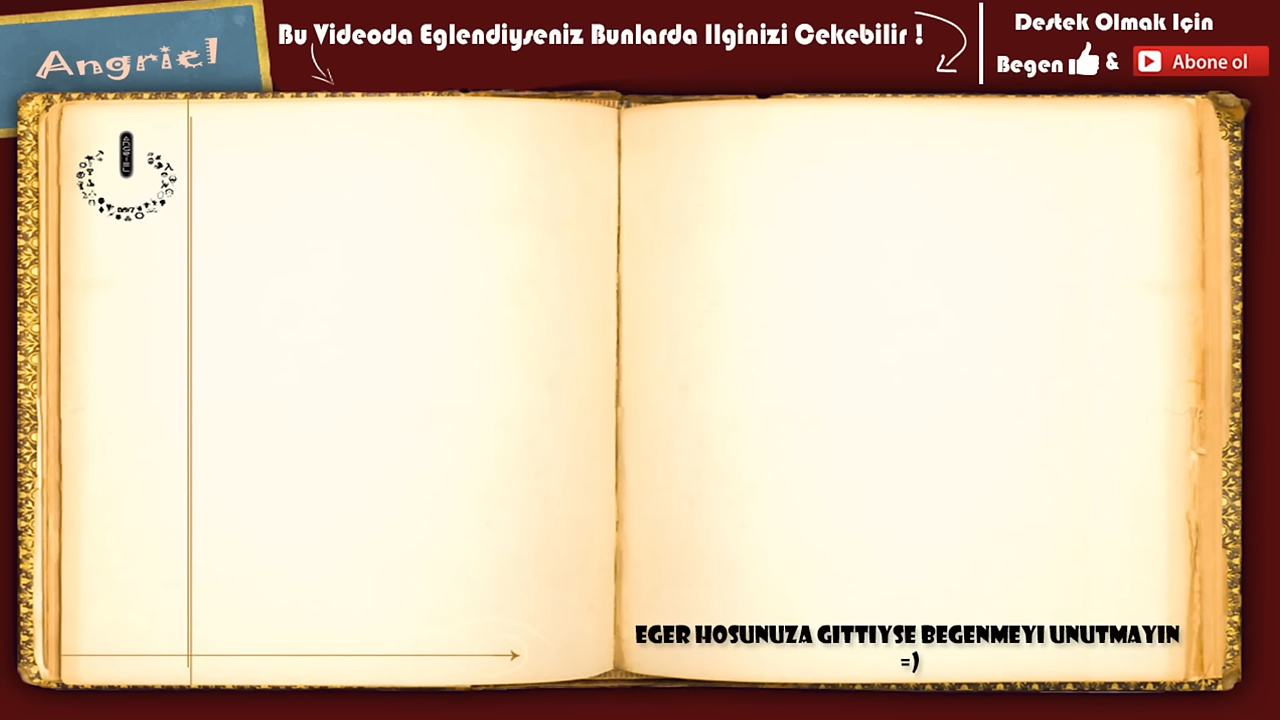 Angriel
Bu Videoda Eglendiyseniz Bunlarda Ilginizi Cekebilir !
Destek Olmak Için
Begen &
Abone ol
EGER HOSUNUZA GITTIYSE BEGENMEYI UNUTMAYIN
=)